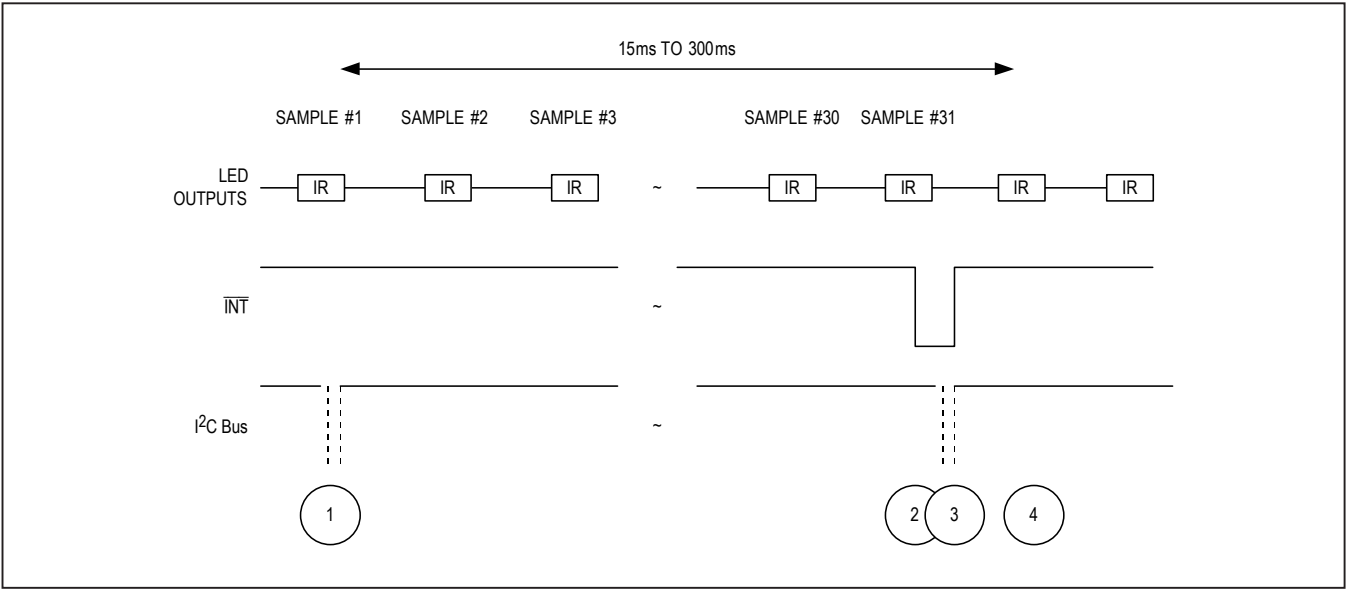 15ms TO 300ms
SAMPLE #1 SAMPLE #2 SAMPLE #3 SAMPLE #30 SAMPLE #31
LED
OUTPUTS
IR IR IR ~ IR IR IR IR
INT
~
I²C Bus
~
1 2 3 4